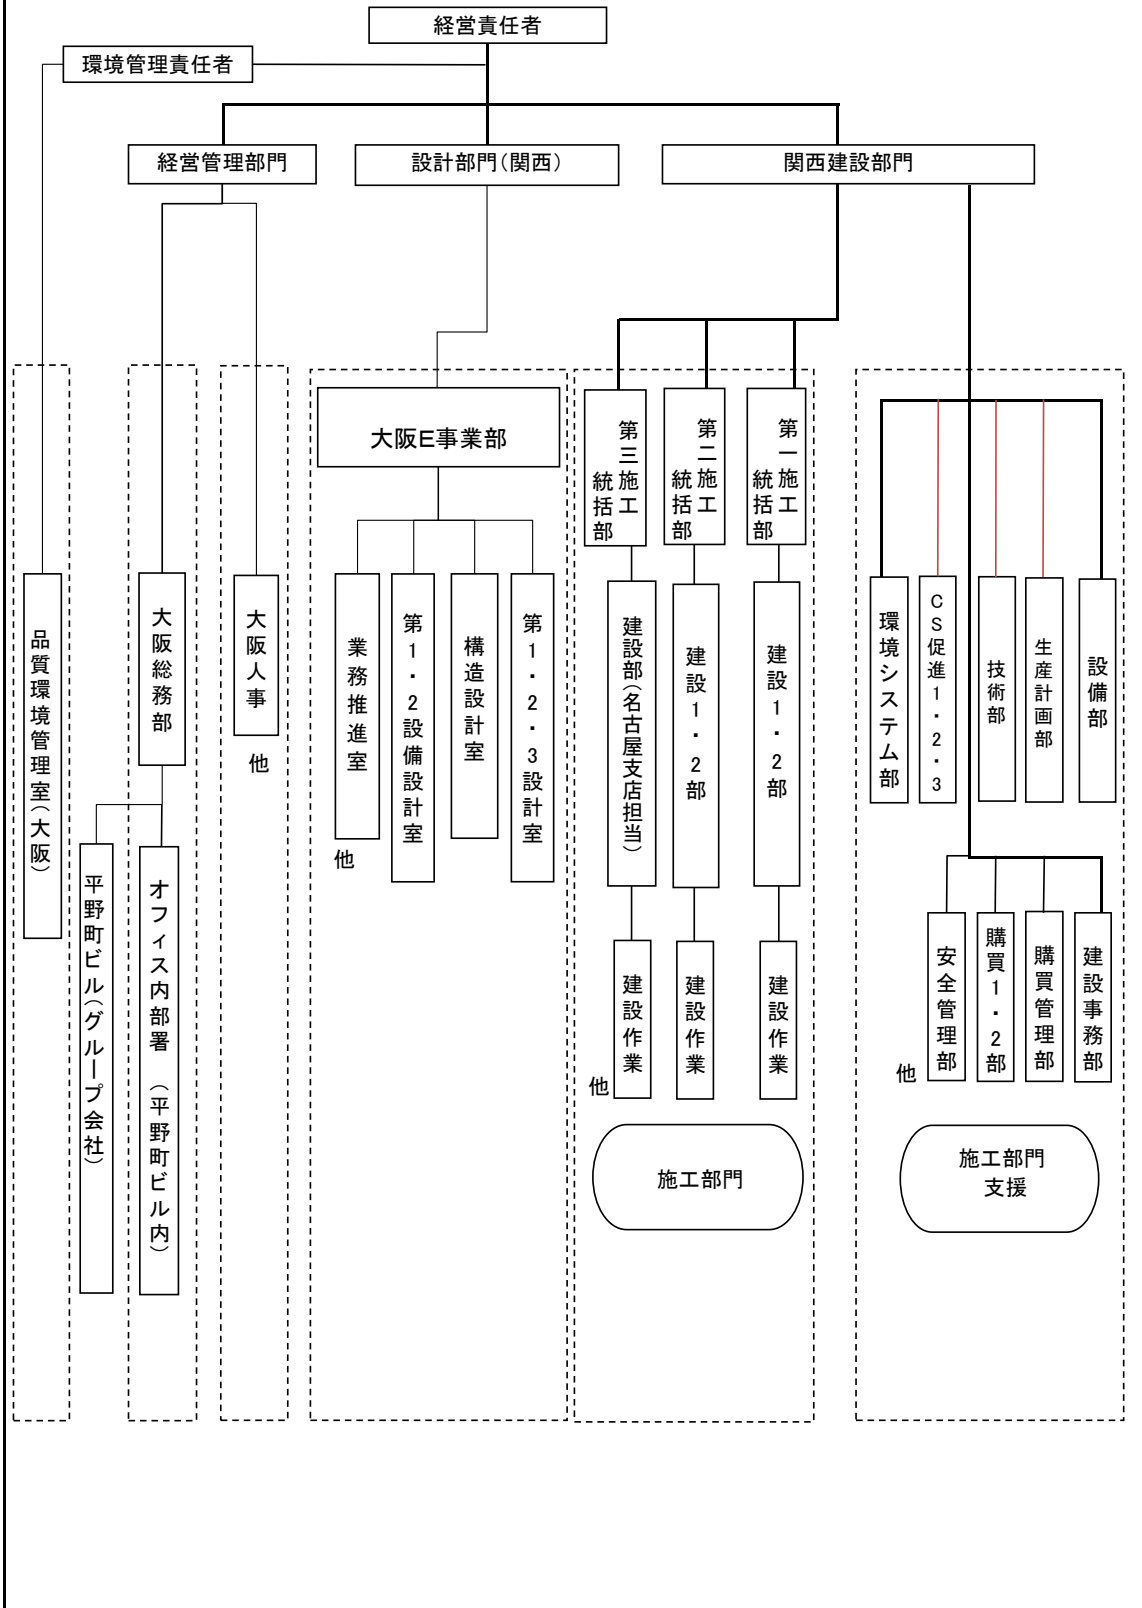 経営責任者
環境管理責任者
経営管理部門
設計部門(関西)
関西建設部門
大阪E事業部
第三施工
統括部
第二施工
統括部
第一施工
統括部
品質環境管理室(大阪)
大阪総務部
大阪人事
他
業務推進室
他
第1・2設備設計室
構造設計室
第1・2・3設計室
建設部(名古屋支店担当)
建設1・2部
建設1・2部
環境システム部
CS促進1・2・3
技術部
生産計画部
設備部
平野町ビル(グループ会社)
オフィス内部署 (平野町ビル内)
建設作業
他
建設作業
建設作業
他
安全管理部
購買1・2部
購買管理部
建設事務部
施工部門
施工部門
支援